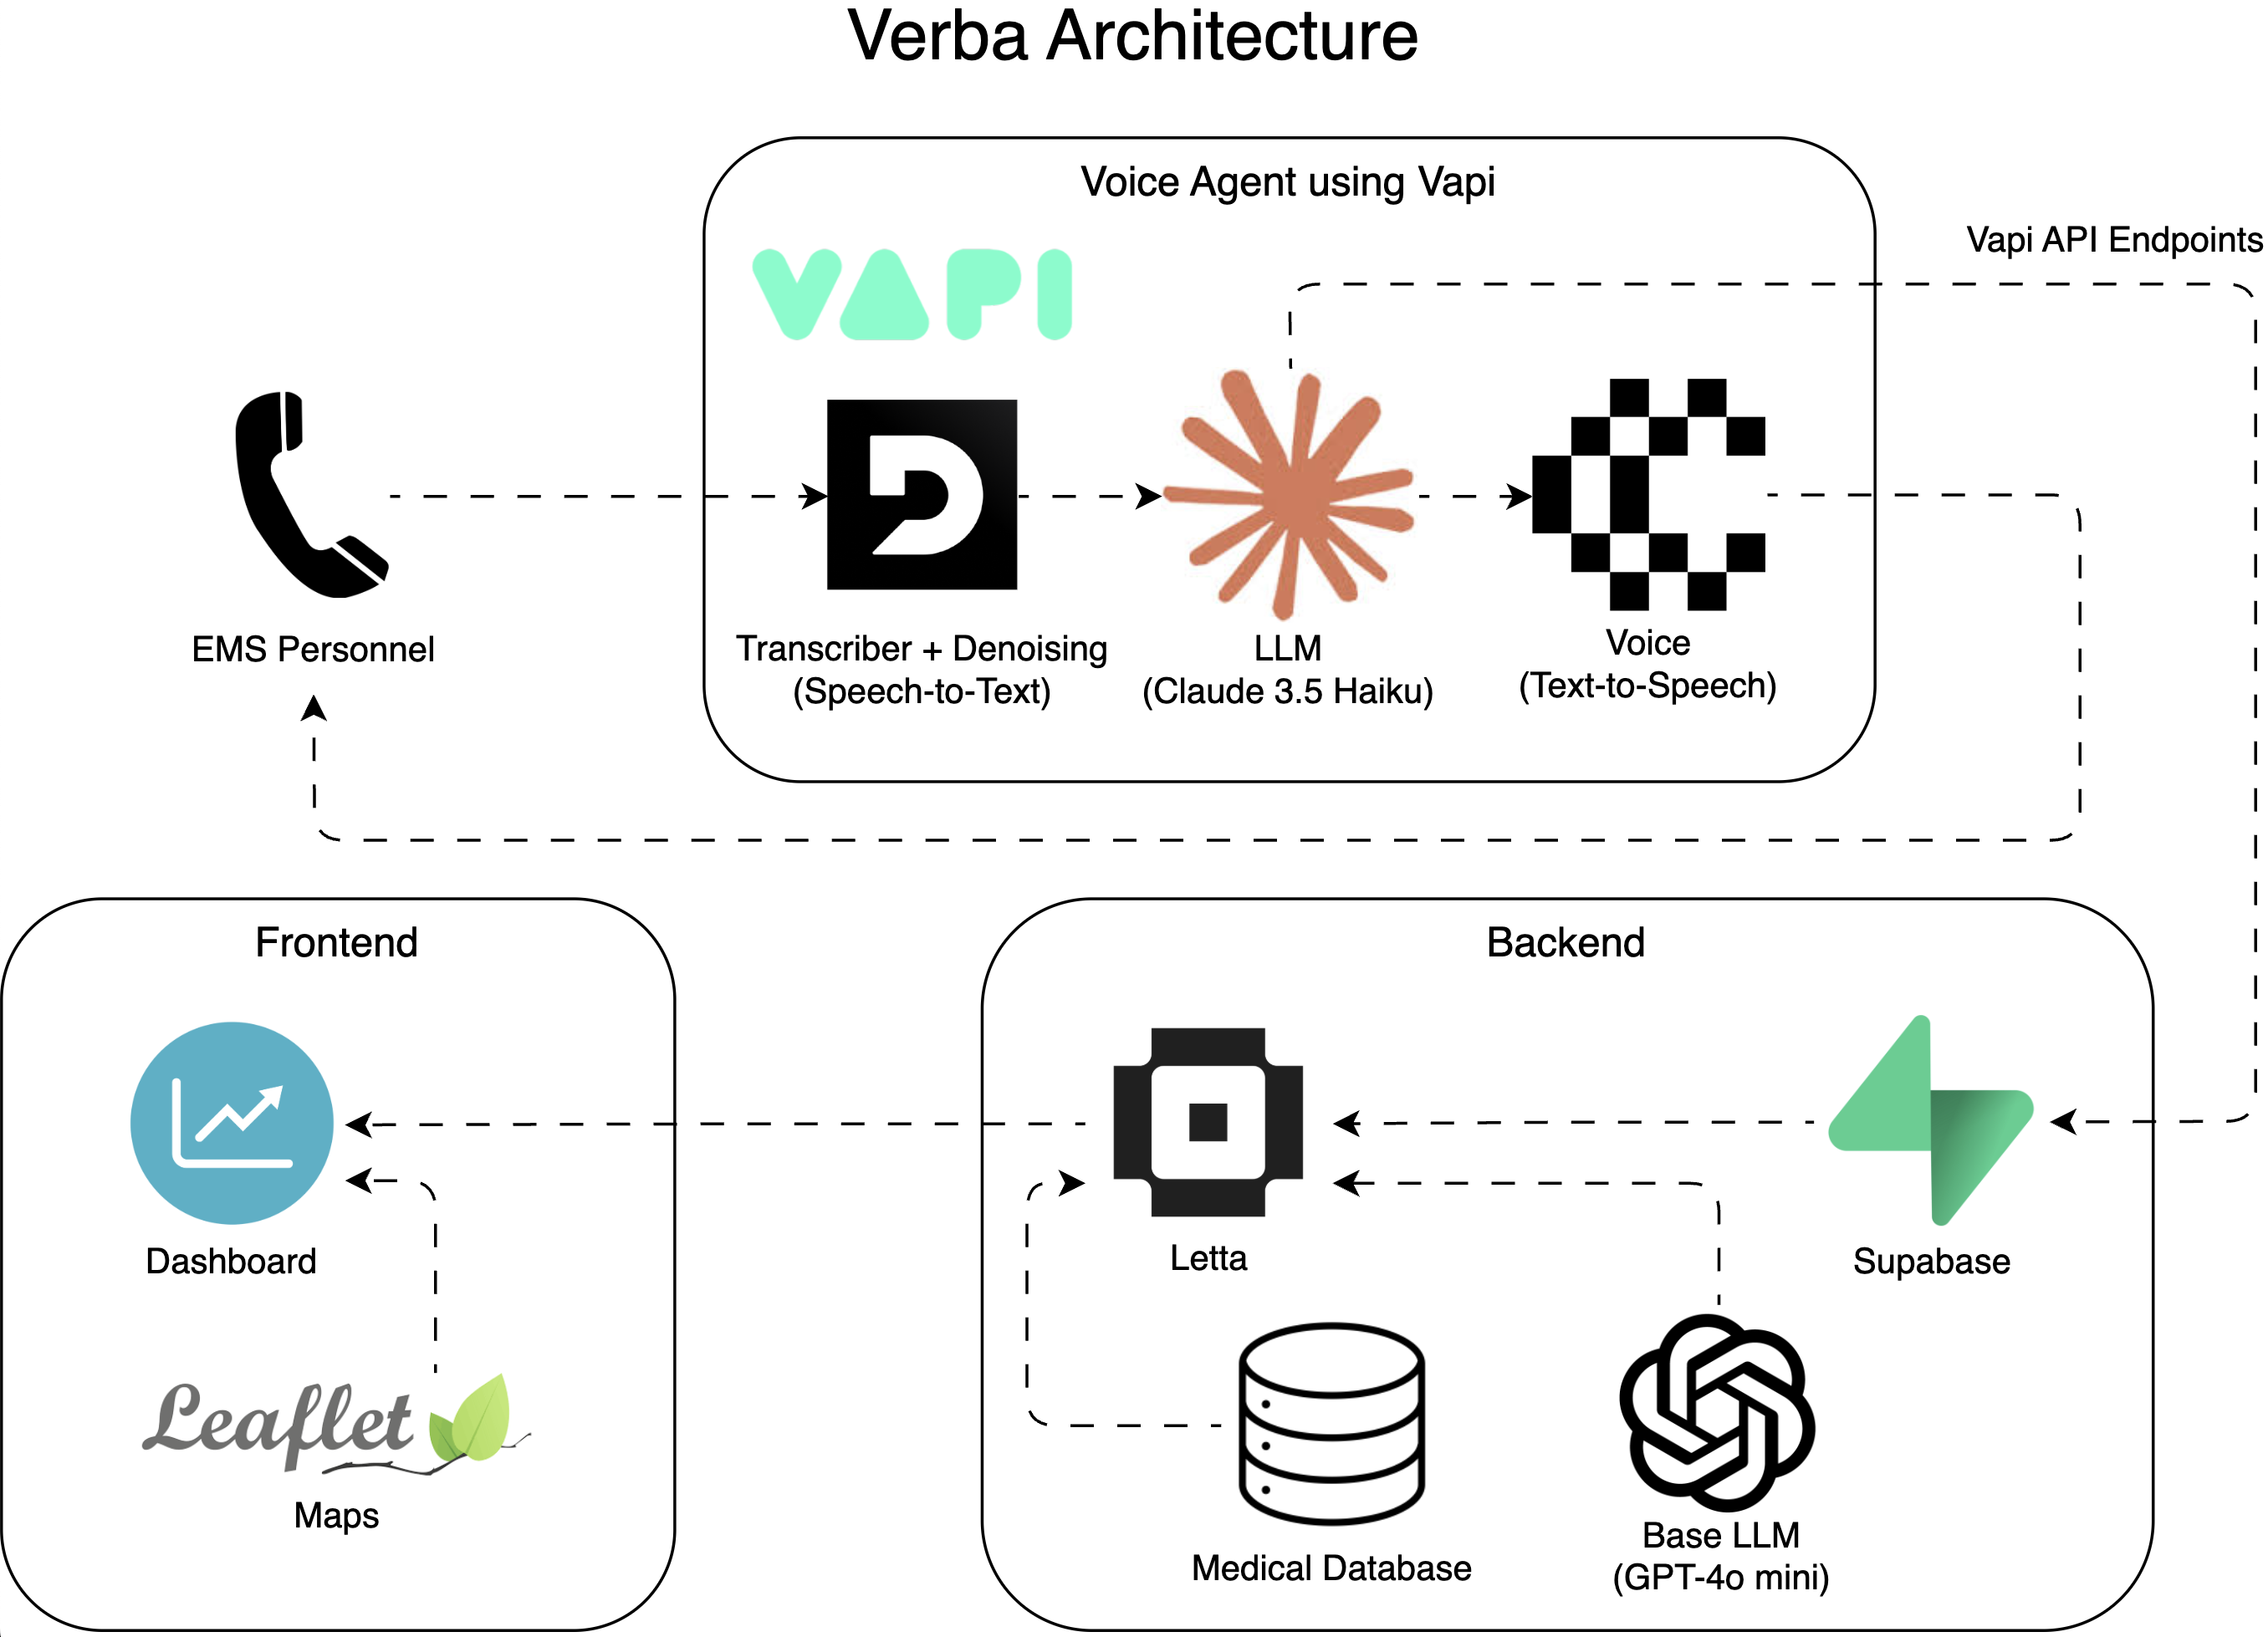 Verba Architecture
Voice Agent using Vapi
Vapi API Endpoints
VAPI
EMS Personnel
Transcriber + Denoising
(Speech-to-Text)
LLM
(Claude 3.5 Haiku)
Voice
(Text-to-Speech)
Frontend
Backend
Dashboard
Letta
Supabase
Leaflet
Maps
Medical Database
Base LLM
(GPT-4o mini)